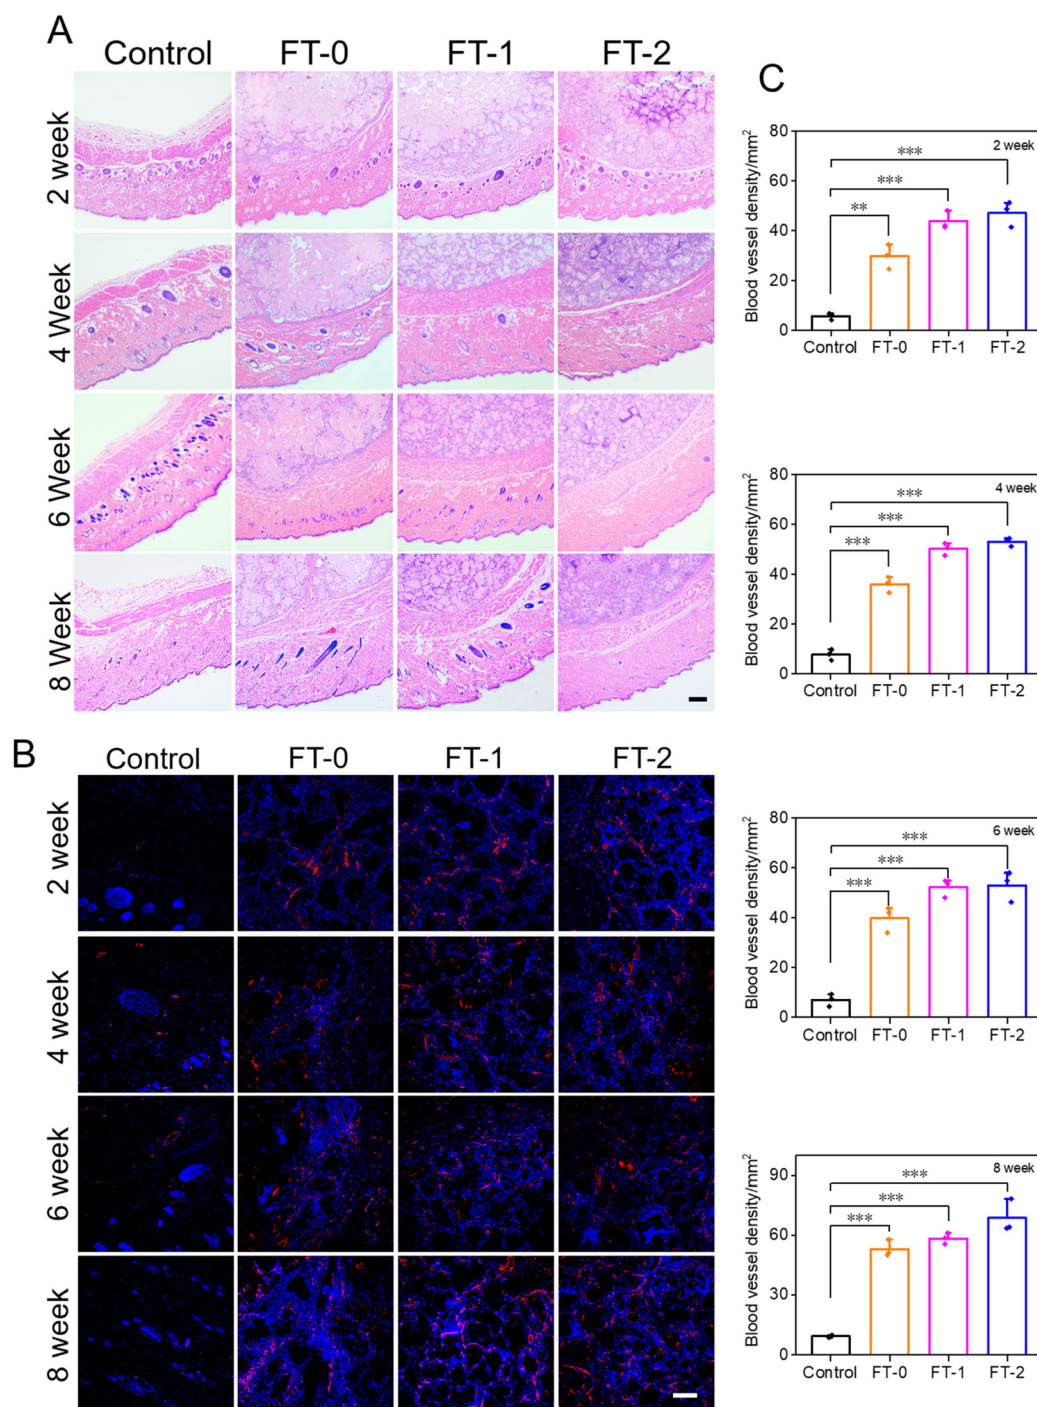 A
Control FT-0 FT-1 FT-2
2 week
4 Week
6 Week
8 Week
B
Control FT-0 FT-1 FT-2
2 week
4 week
6 week
8 week
C
Blood vessel density/mm²
80
60
40
20
0
2 week
***
***
**
Control FT-0 FT-1 FT-2
Blood vessel density/mm²
80
60
40
20
0
4 week
***
***
***
Control FT-0 FT-1 FT-2
Blood vessel density/mm²
80
60
40
20
0
6 week
***
***
***
Control FT-0 FT-1 FT-2
Blood vessel density/mm²
90
60
30
0
8 week
***
***
***
Control FT-0 FT-1 FT-2